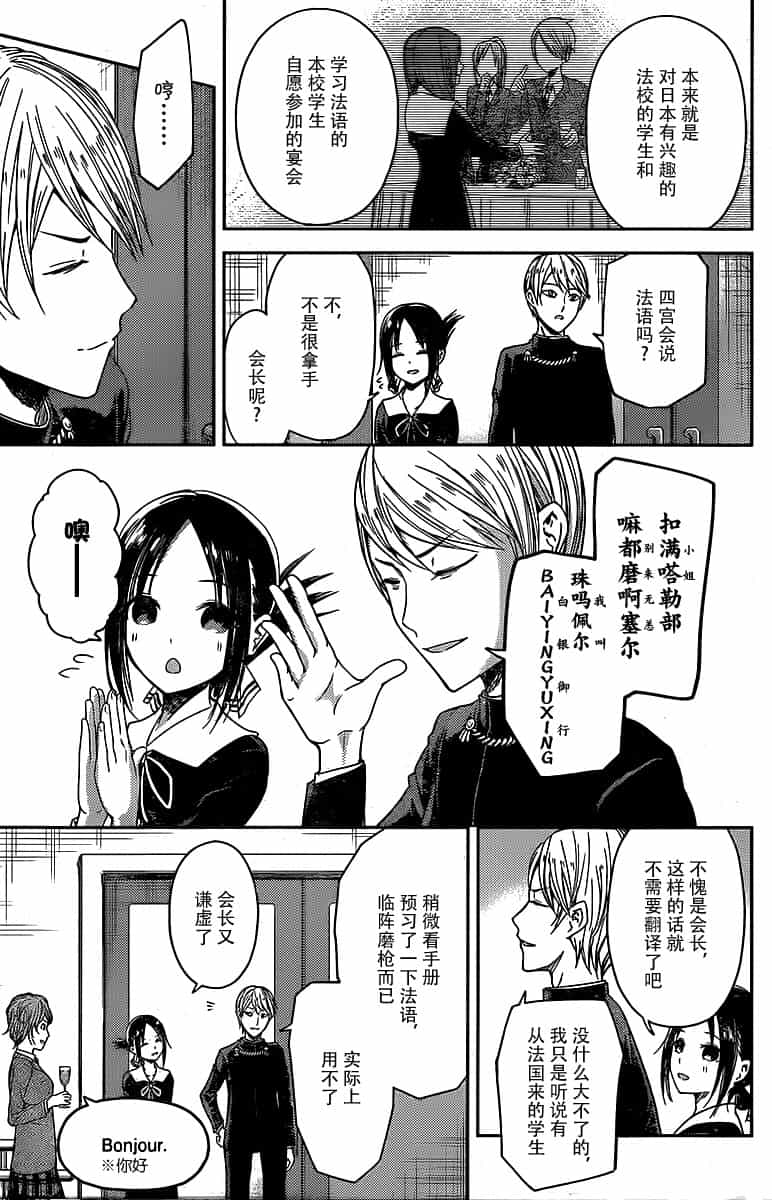 本来就是
对日本有兴趣的
法校的学生和
学习法语的
本校学生
自愿参加的宴会
哼……
四宫会说
法语吗?
不,
不是很拿手
会长呢?
扣满嗒勒部
小姐
嘛都磨啊塞尔
别来无恙
珠吗佩尔
我叫
BAIYINGYUXING
白银御行
噢——
不愧是会长,
这样的话就
不需要翻译了吧
没什么大不了的,
我只是听说有
从法国来的学生
稍微看手册
预习了一下法语,
临阵磨枪而已
实际上
用不了
会长又
谦虚了
Bonjour.
※你好